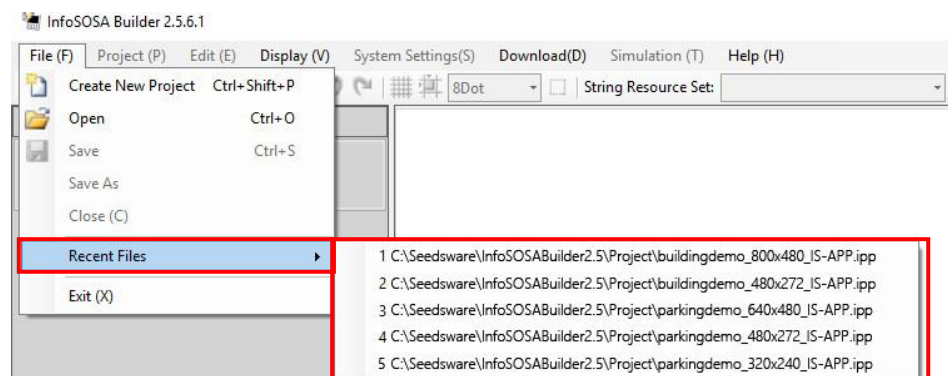 InfoSOSA Builder 2.5.6.1
File (F) Project (P) Edit (E) Display (V) System Settings(S) Download(D) Simulation (T) Help (H)
Create New Project Ctrl+Shift+P
8Dot String Resource Set:
Open Ctrl+O
Save Ctrl+S
Save As
Close (C)
Recent Files
1 C:\Seedsware\InfoSOSABuilder2.5\Project\buildingdemo_800x480_IS-APP.ipp
2 C:\Seedsware\InfoSOSABuilder2.5\Project\buildingdemo_480x272_IS-APP.ipp
Exit (X)
3 C:\Seedsware\InfoSOSABuilder2.5\Project\parkingdemo_640x480_IS-APP.ipp
4 C:\Seedsware\InfoSOSABuilder2.5\Project\parkingdemo_480x272_IS-APP.ipp
5 C:\Seedsware\InfoSOSABuilder2.5\Project\parkingdemo_320x240_IS-APP.ipp